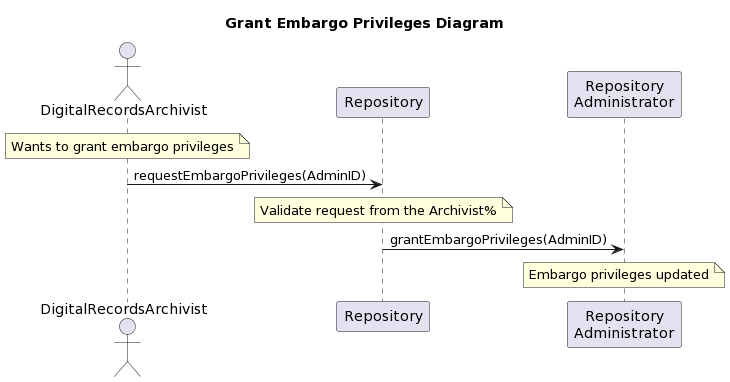 Grant Embargo Privileges Diagram
DigitalRecordsArchivist
Repository
Repository
Administrator
Wants to grant embargo privileges
requestEmbargoPrivileges(AdminID)
Validate request from the Archivist%
grantEmbargoPrivileges(AdminID)
Embargo privileges updated
DigitalRecordsArchivist
Repository
Repository
Administrator